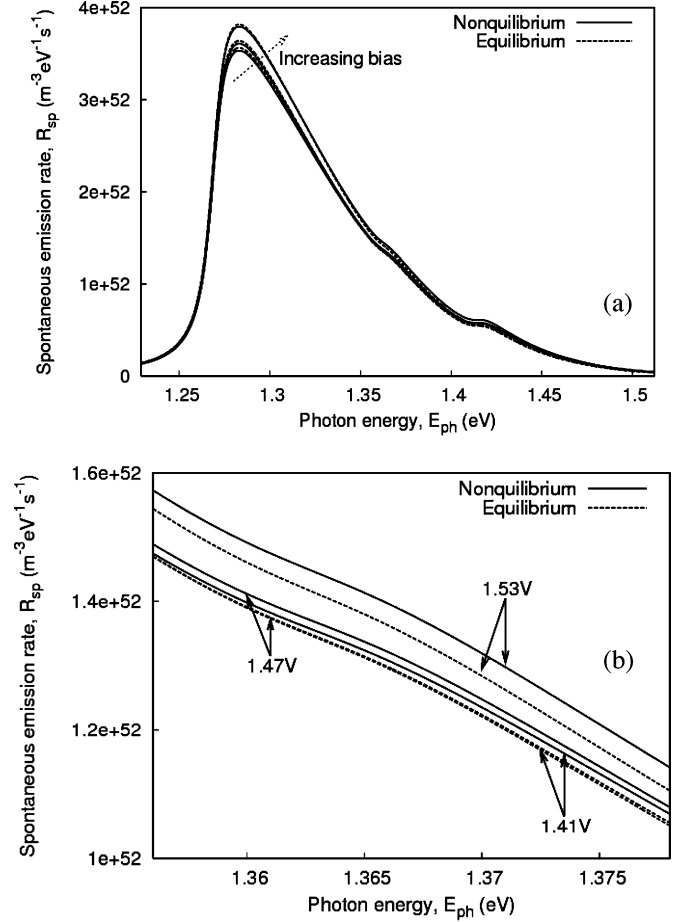 4e+52
3e+52
2e+52
1e+52
0
Spontaneous emission rate, R_sp (m⁻³eV⁻¹s⁻¹)
Nonquilibrium
Equilibrium
Increasing bias
(a)
1.25
1.3
1.35
1.4
1.45
1.5
Photon energy, E_ph (eV)
1.6e+52
1.4e+52
1.2e+52
1e+52
Spontaneous emission rate, R_sp (m⁻³eV⁻¹s⁻¹)
Nonquilibrium
Equilibrium
1.53V
1.47V
(b)
1.41V
1.36
1.365
1.37
1.375
Photon energy, E_ph (eV)